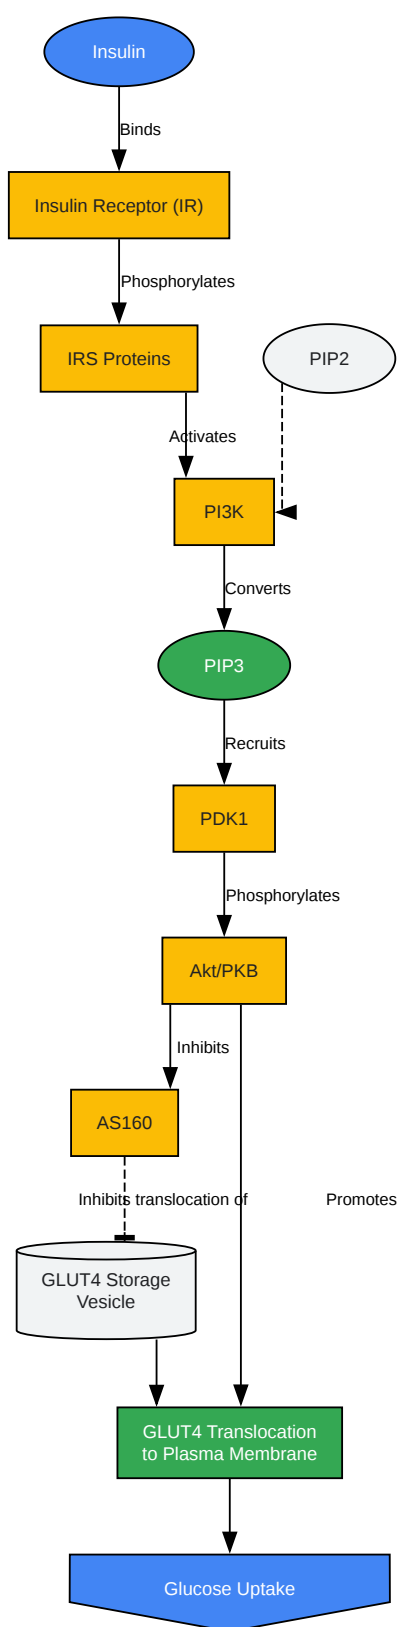 Insulin
Binds
Insulin Receptor (IR)
Phosphorylates
IRS Proteins
PIP2
Activates
PI3K
Converts
PIP3
Recruits
PDK1
Phosphorylates
Akt/PKB
Inhibits
AS160
Inhibits translocation of
Promotes
GLUT4 Storage
Vesicle
GLUT4 Translocation
to Plasma Membrane
Glucose Uptake